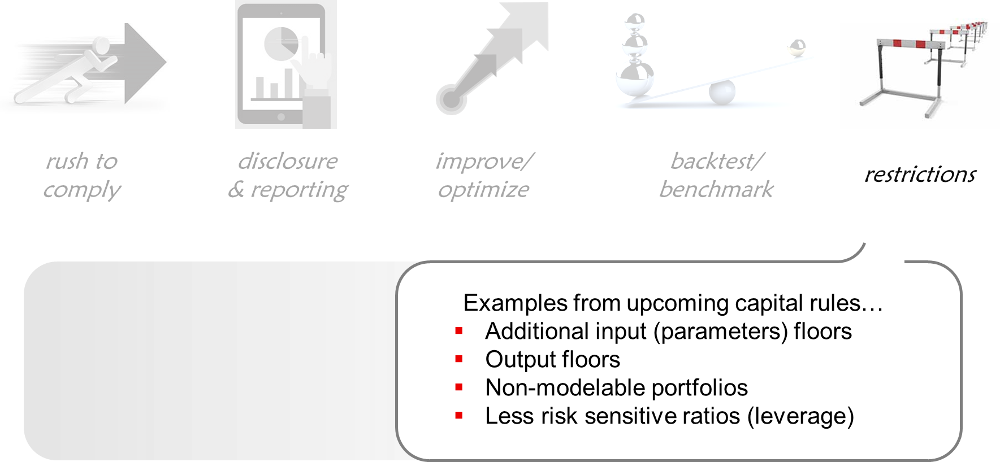 rush to
comply
disclosure
& reporting
improve/
optimize
backtest/
benchmark
restrictions
Examples from upcoming capital rules…
▪ Additional input (parameters) floors
▪ Output floors
▪ Non-modelable portfolios
▪ Less risk sensitive ratios (leverage)